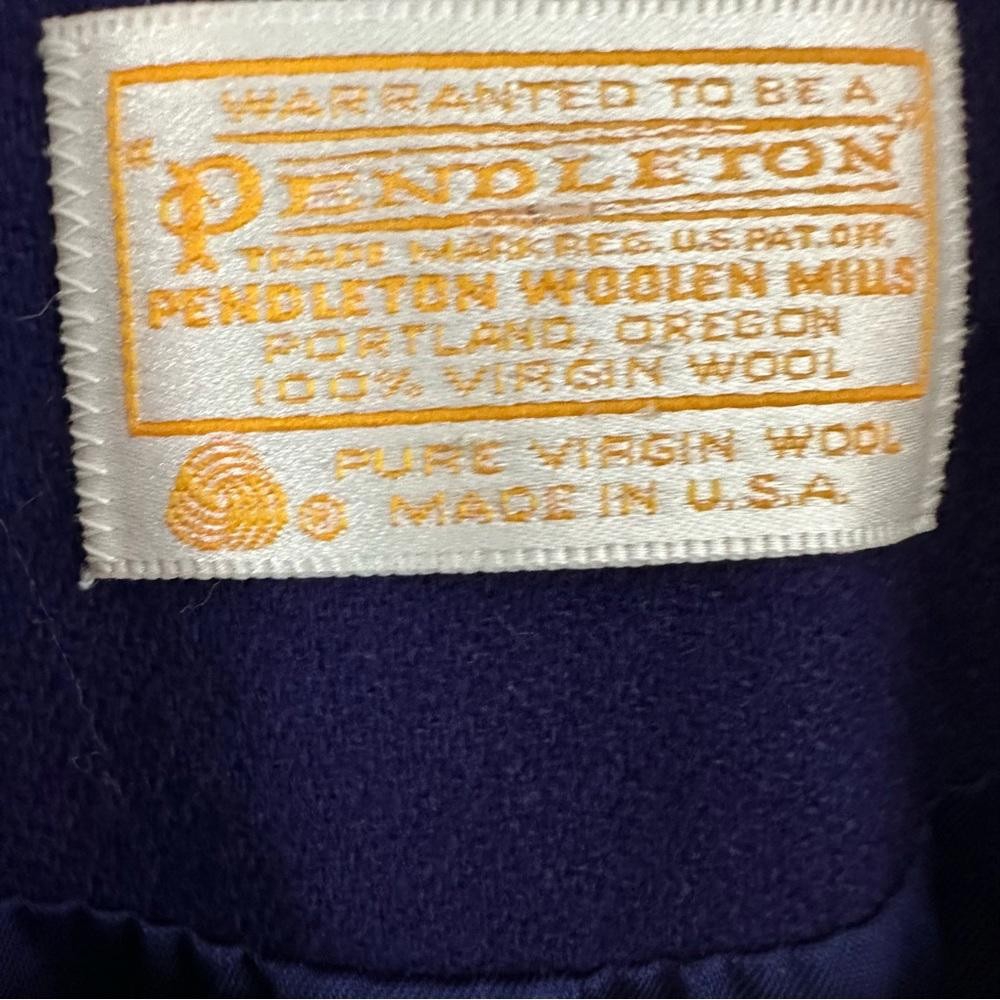 WARRANTED TO BE A
"PENDLETON"
TRADE MARK REG. U.S. PAT. OFF.
PENDLETON WOOLEN MILLS
PORTLAND, OREGON
100% VIRGIN WOOL
PURE VIRGIN WOOL
® MADE IN U.S.A.